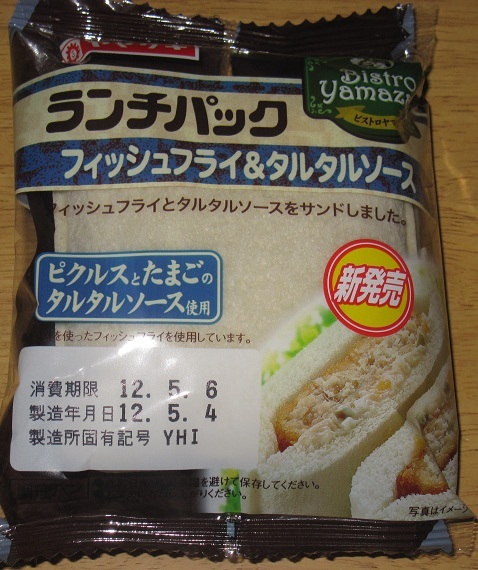 Bistro
Yamaz
ビストロヤマ
ランチパック
フィッシュフライ&タルタルソース
フィッシュフライとタルタルソースをサンドしました。
ピクルスとたまごの
タルタルソース使用
新発売
を使ったフィッシュフライを使用しています。
消費期限 12. 5. 6
製造年月日 12. 5. 4
製造所固有記号 YHI
を避けて保存してください。
ください。
写真はイメージ